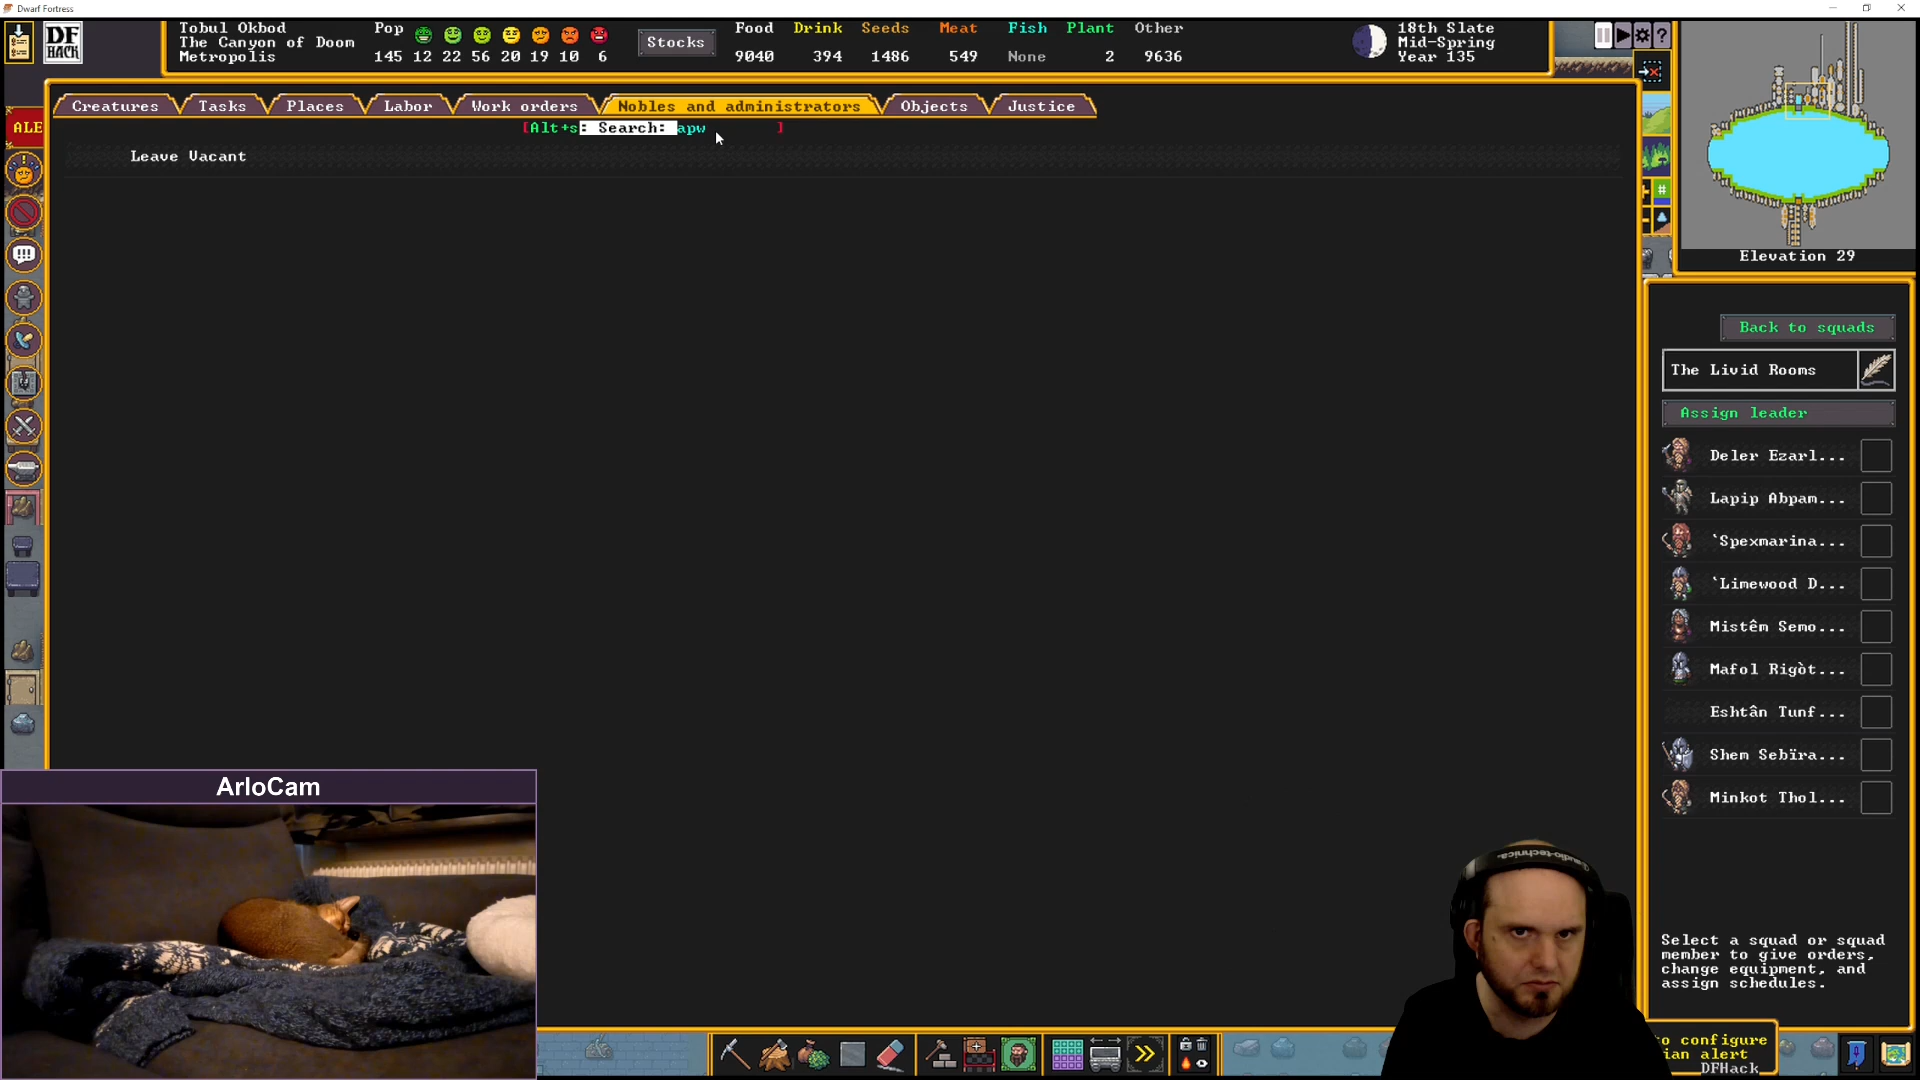 Dwarf Fortress
DF
HACK
Tobul Okbod
The Canyon of Doom
Metropolis
Pop
145 12 22 56 20 19 10 6
Stocks
Food Drink Seeds Meat Fish Plant Other
9040 394 1486 549 None 2 9636
18th Slate
Mid-Spring
Year 135
Creatures Tasks Places Labor Work orders Nobles and administrators Objects Justice
[Alt+s: Search: apw ]
ALE
Leave Vacant
Elevation 29
Back to squads
The Livid Rooms
Assign leader
Deler Ezarl...
Lapip Abpam...
`Spexmarina...
`Limewood D...
Mistêm Semo...
Mafol Rigòt...
Eshtân Tunf...
Shem Sebïra...
Minkot Thol...
ArloCam
audio-technica
Select a squad or squad
member to give orders,
change equipment, and
assign schedules.
to configure
ian alert
DFHack